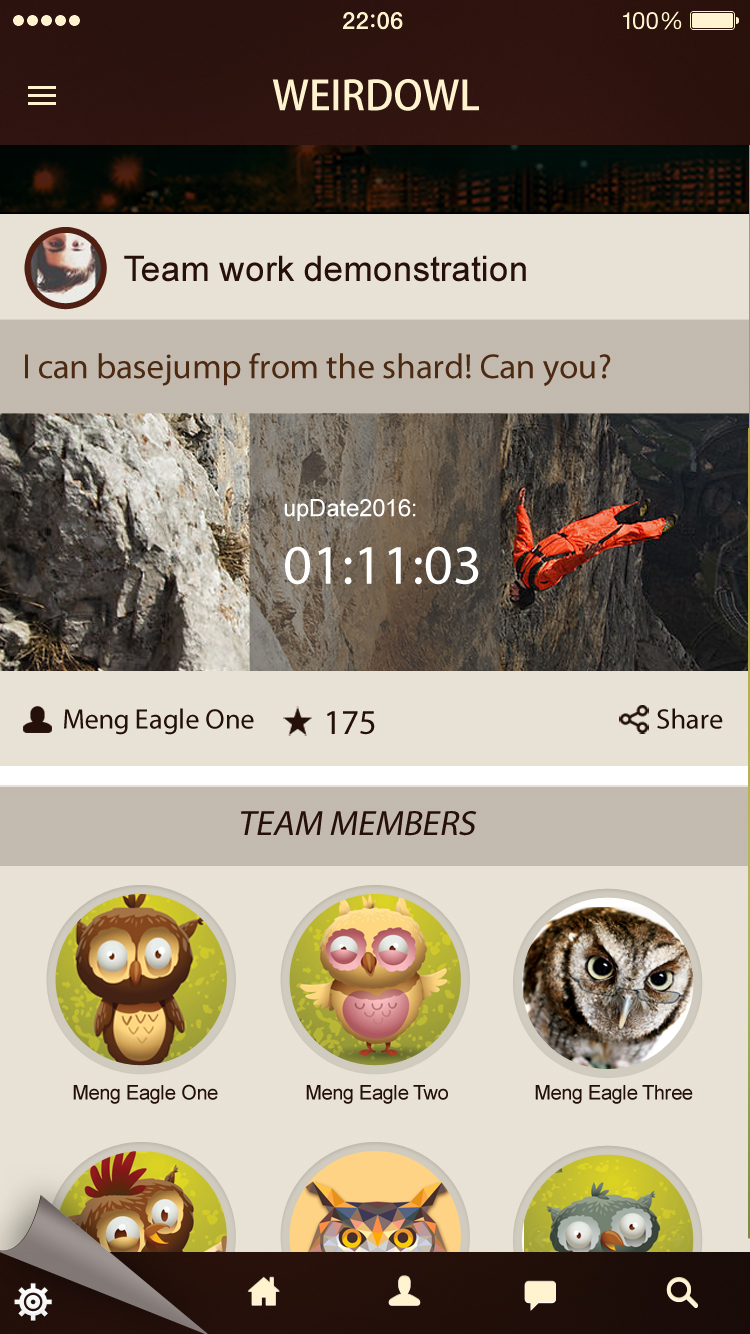 22:06
100%
WEIRDOWL
Team work demonstration
I can basejump from the shard! Can you?
upDate2016:
01:11:03
Meng Eagle One
175
Share
TEAM MEMBERS
Meng Eagle One
Meng Eagle Two
Meng Eagle Three